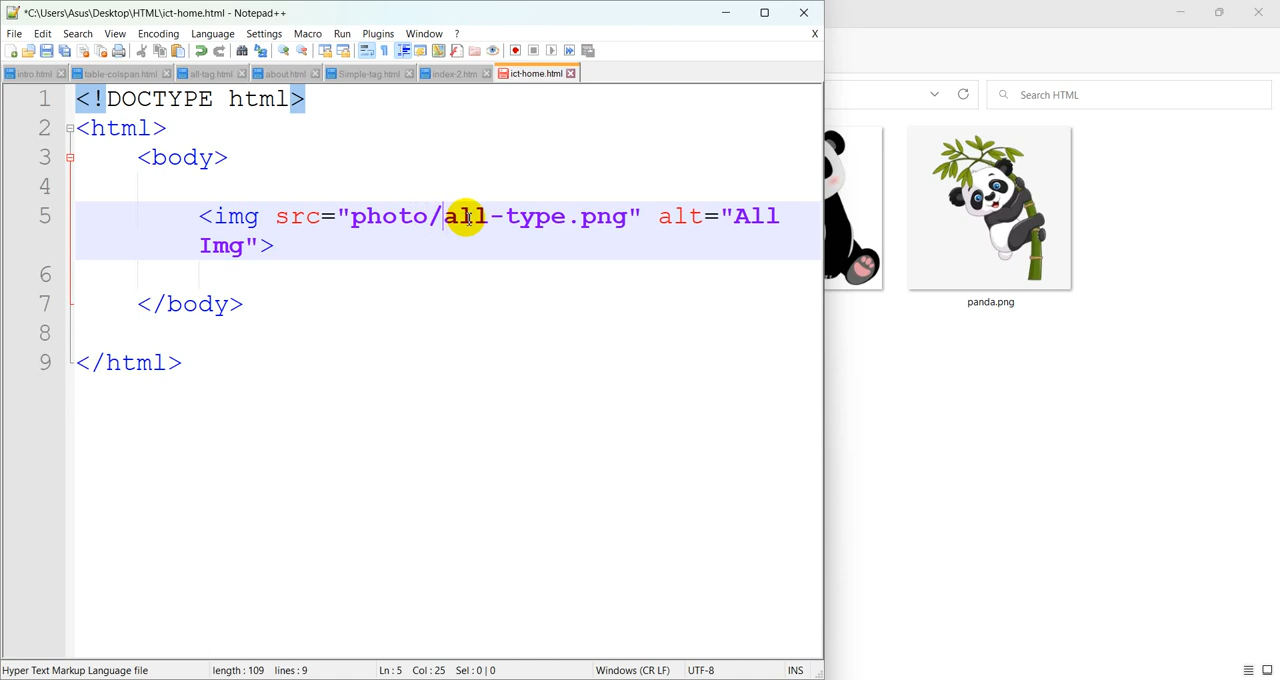 *C:\Users\Asus\Desktop\HTML\ict-home.html - Notepad++
File Edit Search View Encoding Language Settings Macro Run Plugins Window ? X
intro.html table-colspan.html all-tag.html about.html Simple-tag.html index-2.htm ict-home.html
1 <!DOCTYPE html>
2 <html>
3 <body>
4
5 <img src="photo/all-type.png" alt="All
Img">
6
7 </body>
8
9 </html>
Search HTML
panda.png
Hyper Text Markup Language file length : 109 lines : 9 Ln : 5 Col : 25 Sel : 0 | 0 Windows (CR LF) UTF-8 INS